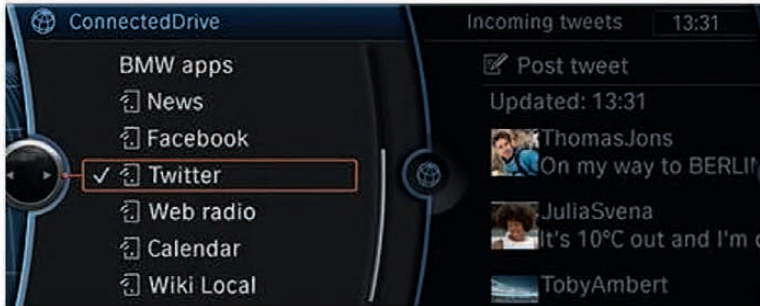 ConnectedDrive
BMW apps
News
Facebook
Twitter
Web radio
Calendar
Wiki Local
Incoming tweets
13:31
Post tweet
Updated: 13:31
ThomasJons
On my way to BERLIN
JuliaSvena
It's 10°C out and I'm
TobyAmbert